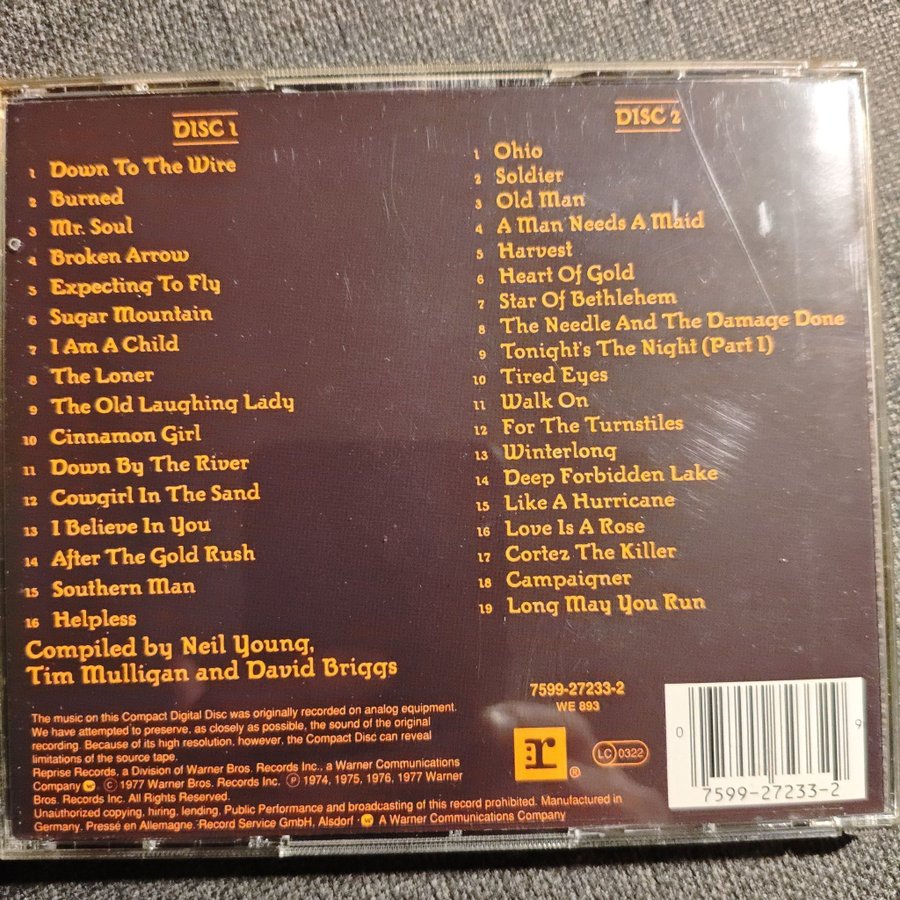 DISC 1
1 Down To The Wire
2 Burned
3 Mr. Soul
4 Broken Arrow
5 Expecting To Fly
6 Sugar Mountain
7 I Am A Child
8 The Loner
9 The Old Laughing Lady
10 Cinnamon Girl
11 Down By The River
12 Cowgirl In The Sand
13 I Believe In You
14 After The Gold Rush
15 Southern Man
16 Helpless
Compiled by Neil Young,
Tim Mulligan and David Briggs
The music on this Compact Digital Disc was originally recorded on analog equipment.
We have attempted to preserve, as closely as possible, the sound of the original
recording. Because of its high resolution, however, the Compact Disc can reveal
limitations of the source tape.
Reprise Records, a Division of Warner Bros. Records Inc., a Warner Communications
Company © 1977 Warner Bros. Records Inc. ℗ 1974, 1975, 1976, 1977 Warner
Bros. Records Inc. All Rights Reserved.
Unauthorized copying, hiring, lending, Public Performance and broadcasting of this record prohibited. Manufactured in
Germany. Pressé en Allemagne. Record Service GmbH, Alsdorf · A Warner Communications Company
DISC 2
1 Ohio
2 Soldier
3 Old Man
4 A Man Needs A Maid
5 Harvest
6 Heart Of Gold
7 Star Of Bethlehem
8 The Needle And The Damage Done
9 Tonight's The Night (Part 1)
10 Tired Eyes
11 Walk On
12 For The Turnstiles
13 Winterlong
14 Deep Forbidden Lake
15 Like A Hurricane
16 Love Is A Rose
17 Cortez The Killer
18 Campaigner
19 Long May You Run
7599-27233-2
WE 893
r ®
LC 0322
0 9
7599-27233-2